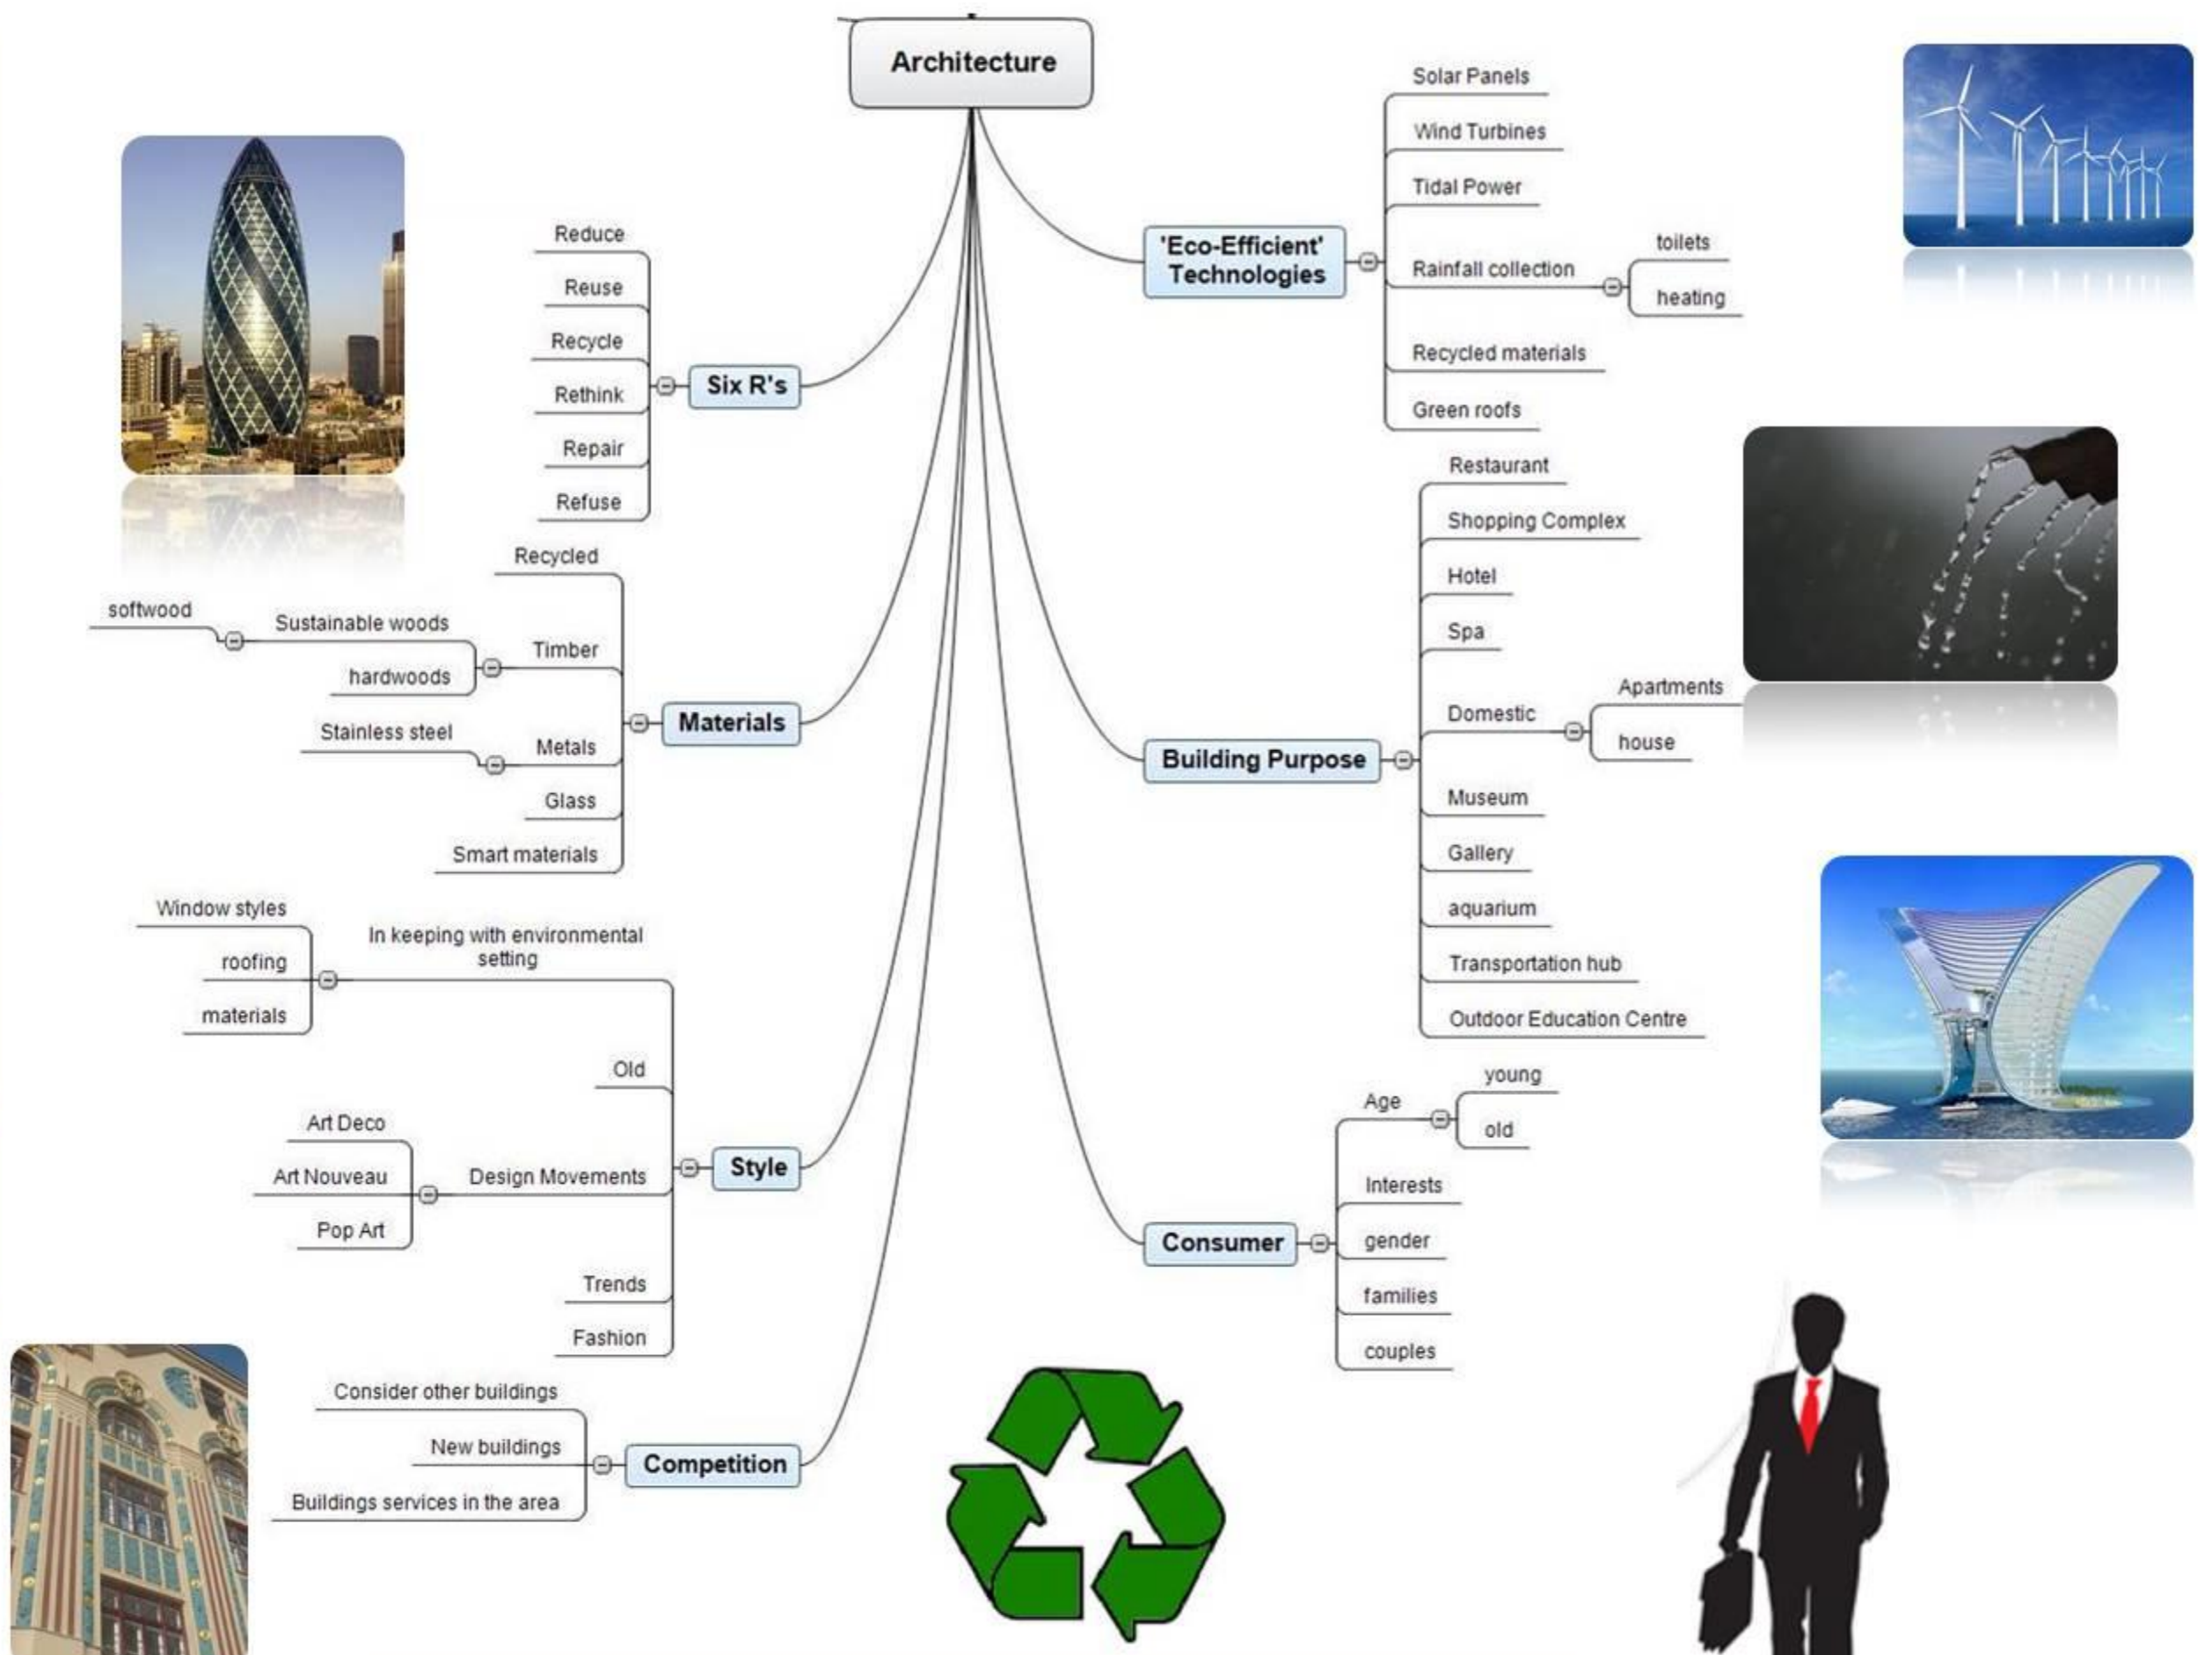 Architecture
Six R's
Reduce
Reuse
Recycle
Rethink
Repair
Refuse
Materials
Recycled
Timber
Sustainable woods
softwood
hardwoods
Metals
Stainless steel
Glass
Smart materials
Style
In keeping with environmental
setting
Window styles
roofing
materials
Old
Design Movements
Art Deco
Art Nouveau
Pop Art
Trends
Fashion
Competition
Consider other buildings
New buildings
Buildings services in the area
'Eco-Efficient'
Technologies
Solar Panels
Wind Turbines
Tidal Power
Rainfall collection
toilets
heating
Recycled materials
Green roofs
Building Purpose
Restaurant
Shopping Complex
Hotel
Spa
Domestic
Apartments
house
Museum
Gallery
aquarium
Transportation hub
Outdoor Education Centre
Consumer
Age
young
old
Interests
gender
families
couples